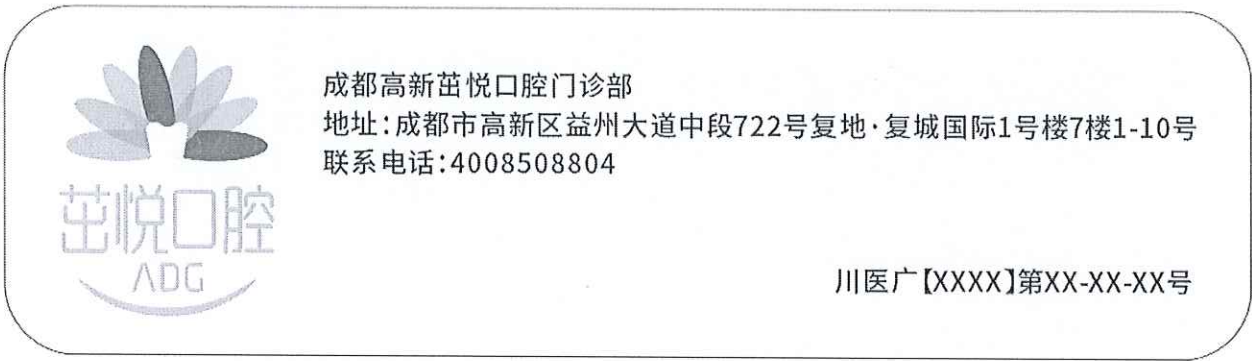 茁悦口腔
ADG
成都高新茁悦口腔门诊部
地址:成都市高新区益州大道中段722号复地·复城国际1号楼7楼1-10号
联系电话:4008508804
川医广【XXXX】第XX-XX-XX号